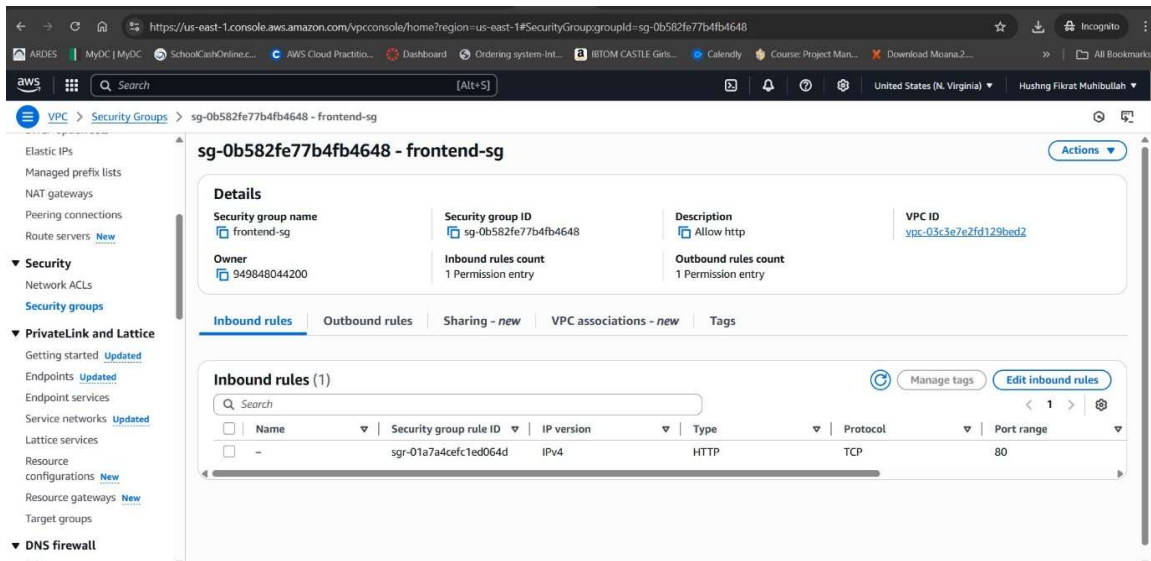 https://us-east-1.console.aws.amazon.com/vpcconsole/home?region=us-east-1#SecurityGroup:groupId=sg-0b582fe77b4fb4648 Incognito
ARDES MyDC | MyDC SchoolCashOnline.c... AWS Cloud Practitio... Dashboard Ordering system-Int... IBTOM CASTLE Girls... Calendly Course: Project Man... Download Moana.2.... » All Bookmarks
aws Search [Alt+S] United States (N. Virginia) ▼ Hushng Fikrat Muhibullah ▼
VPC > Security Groups > sg-0b582fe77b4fb4648 - frontend-sg
Elastic IPs
Managed prefix lists
NAT gateways
Peering connections
Route servers New
▼ Security
Network ACLs
Security groups
▼ PrivateLink and Lattice
Getting started Updated
Endpoints Updated
Endpoint services
Service networks Updated
Lattice services
Resource
configurations New
Resource gateways New
Target groups
▼ DNS firewall
sg-0b582fe77b4fb4648 - frontend-sg
Actions ▼
Details
Security group name Security group ID Description VPC ID
frontend-sg sg-0b582fe77b4fb4648 Allow http vpc-03c3e7e2fd129bed2
Owner Inbound rules count Outbound rules count
949848044200 1 Permission entry 1 Permission entry
Inbound rules Outbound rules Sharing - new VPC associations - new Tags
Inbound rules (1) Manage tags Edit inbound rules
Search < 1 >
Name Security group rule ID IP version Type Protocol Port range
– sgr-01a7a4cefc1ed064d IPv4 HTTP TCP 80